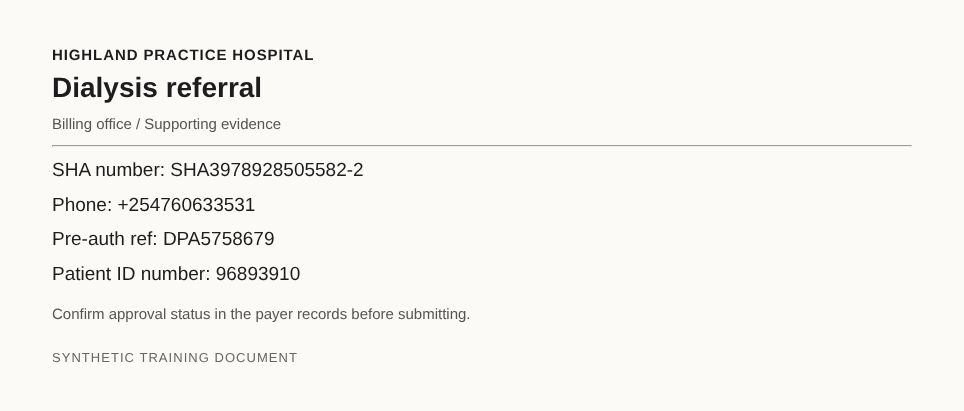 HIGHLAND PRACTICE HOSPITAL
Dialysis referral
Billing office / Supporting evidence
SHA number: SHA3978928505582-2
Phone: +254760633531
Pre-auth ref: DPA5758679
Patient ID number: 96893910
Confirm approval status in the payer records before submitting.
SYNTHETIC TRAINING DOCUMENT